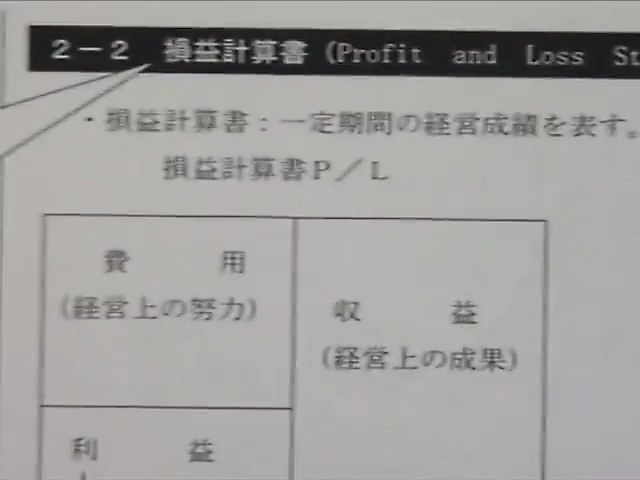 2－2 損益計算書 (Profit and Loss St
・損益計算書：一定期間の経営成績を表す。
損益計算書P／L
費 用
(経営上の努力)
収 益
(経営上の成果)
利 益